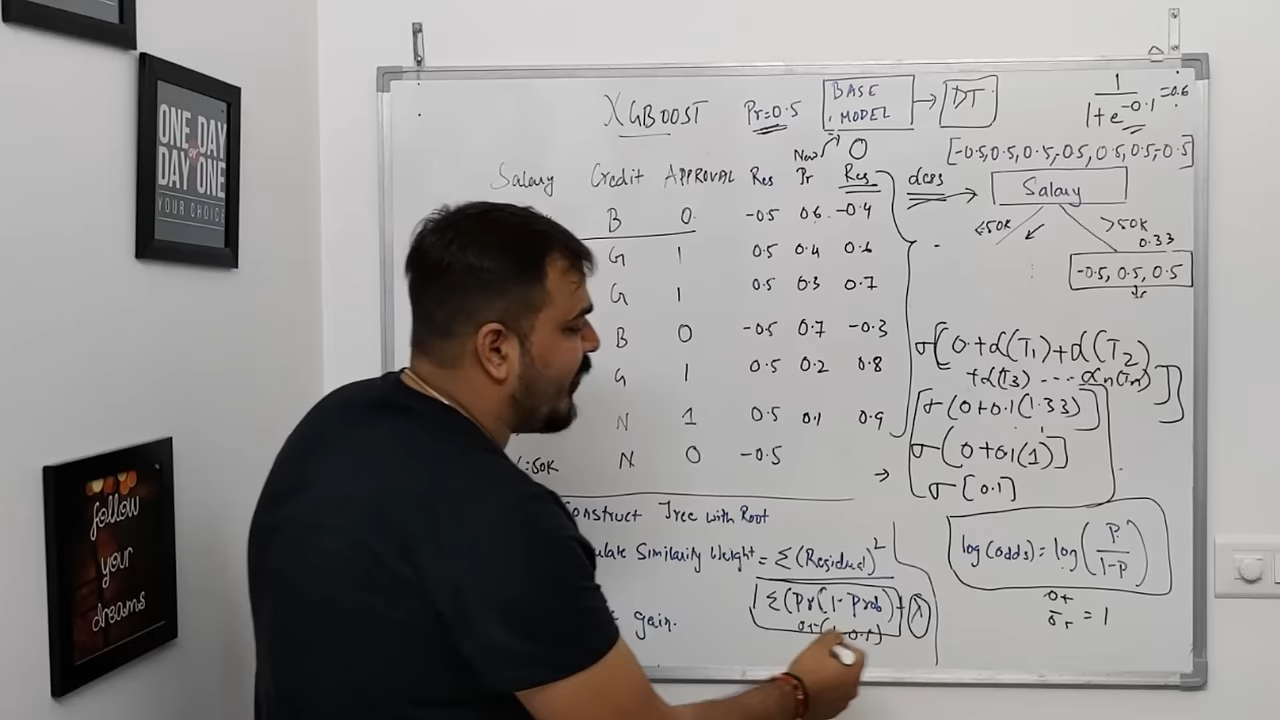 ONE DAY
or
DAY ONE
YOUR CHOICE
follow
your
dreams
XGBOOST Pr=0.5 BASE MODEL → DT
1/(1+e^-0.1) = 0.6
[-0.5, 0.5, 0.5, -0.5, 0.5, 0.5, -0.5]
New 0
Salary Credit APPROVAL Res Pr Res
B 0 -0.5 0.6 -0.4
G 1 0.5 0.4 0.6
G 1 0.5 0.3 0.7
B 0 -0.5 0.7 -0.3
G 1 0.5 0.2 0.8
N 1 0.5 0.1 0.9
50K N 0 -0.5
Salary
≤50K >50K
0.33
-0.5, 0.5, 0.5
σ[0+α(T1)+α(T2)
+α(T3) ---- αn(Tn)]
σ(0+0.1(1.33)]
σ(0+0.1(1)]
σ[0.1]
onstruct Tree with Root
ulate Similarity Weight = Σ(Residual)²
Σ(Pr(1-Prob)+λ
gain.
log(odds) = log(P/1-P)
= 1